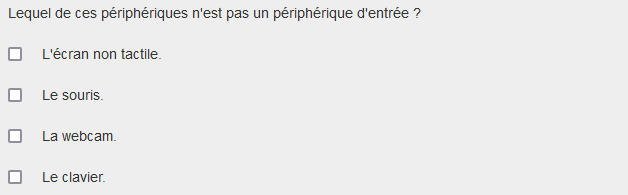 Lequel de ces périphériques n'est pas un périphérique d'entrée ?
L'écran non tactile.
Le souris.
La webcam.
Le clavier.